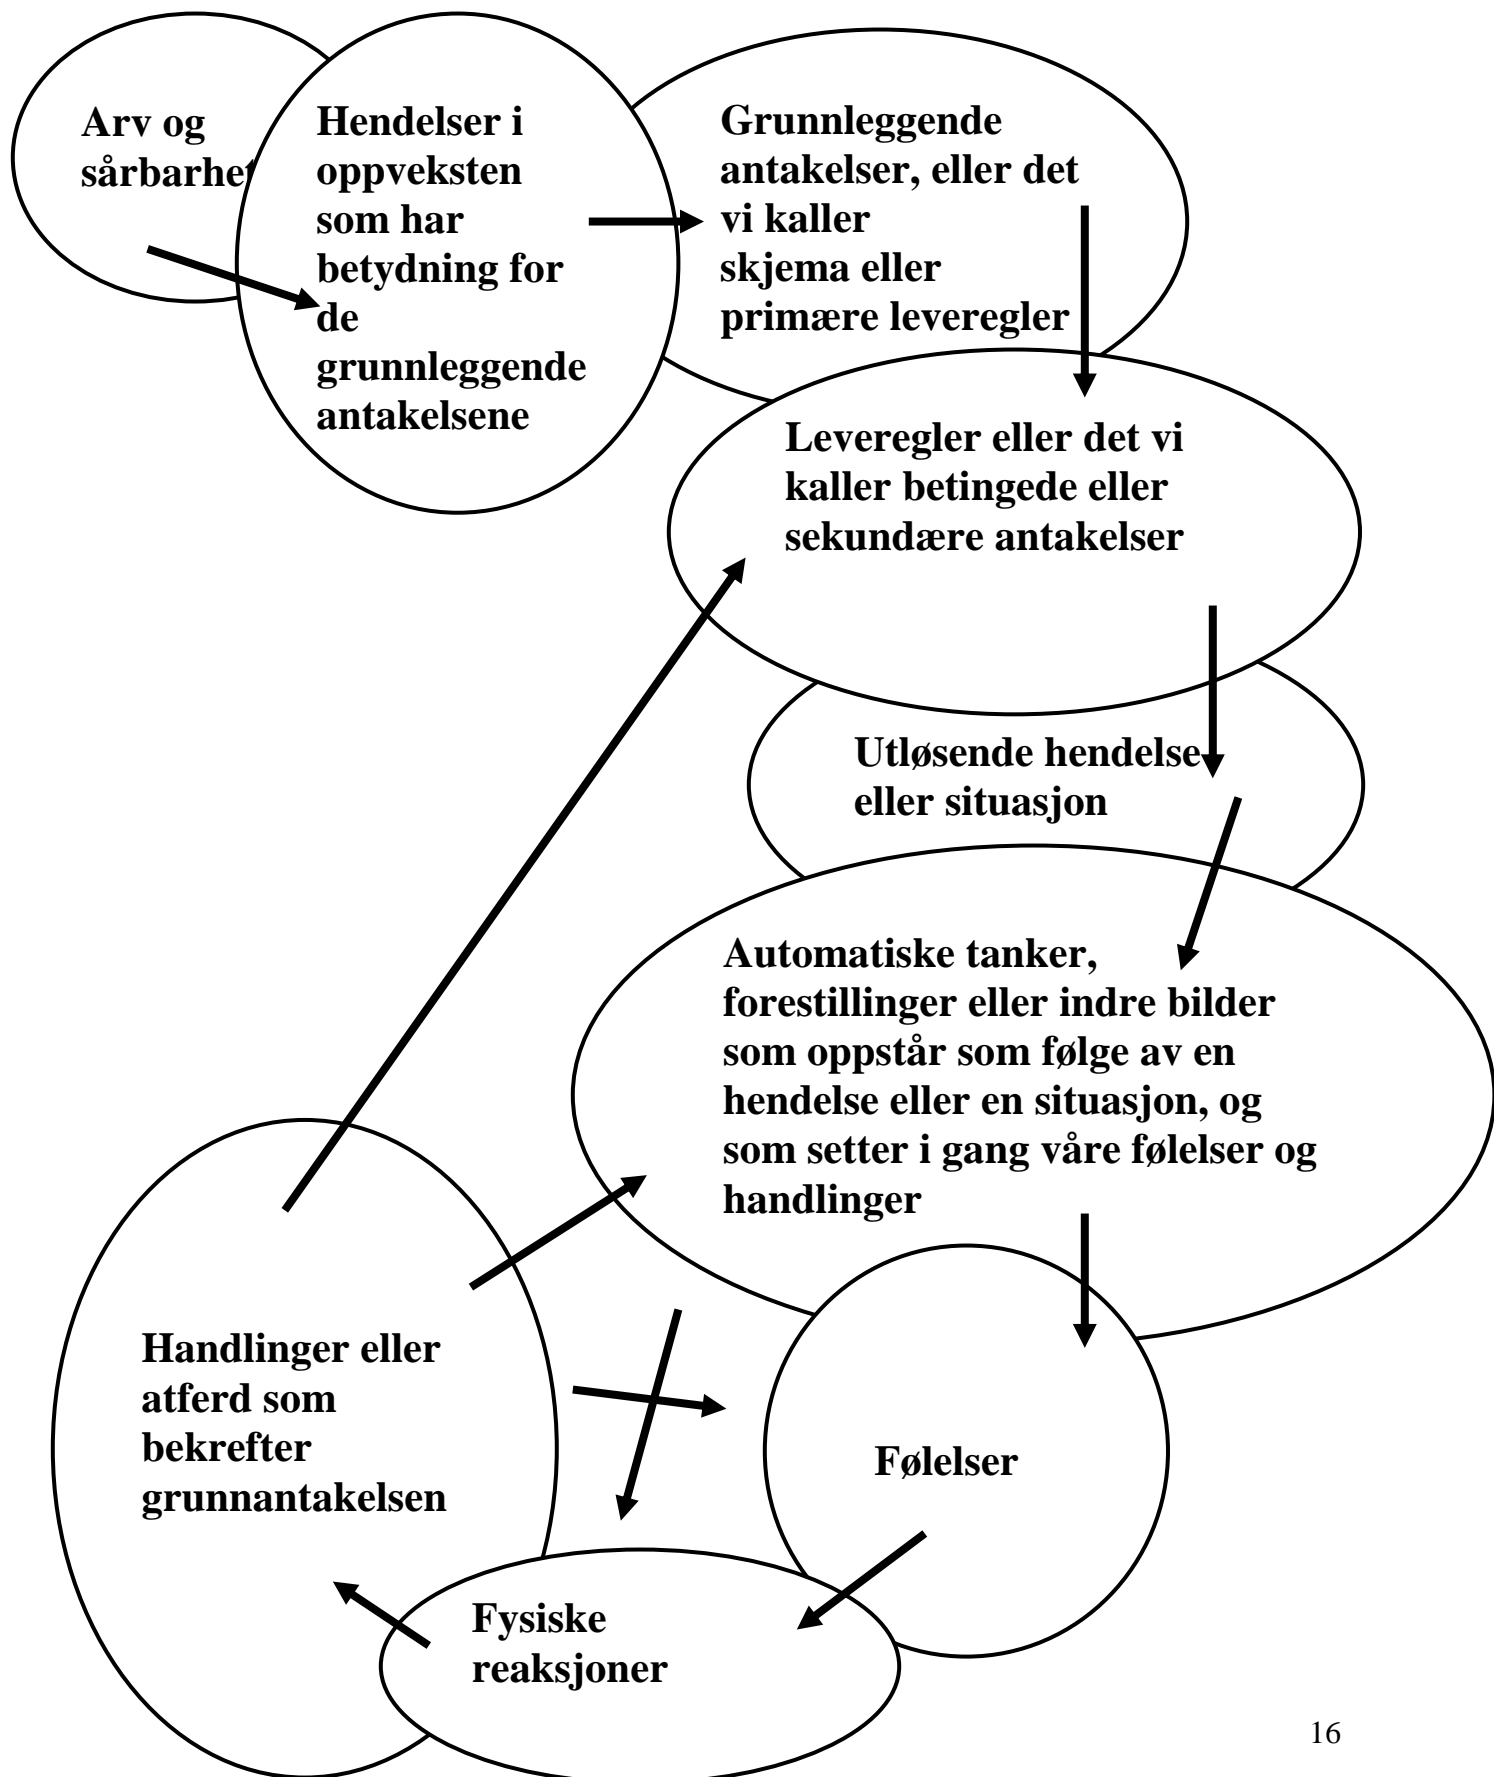 Arv og
sårbarhet
Hendelser i
oppveksten
som har
betydning for
de
grunnleggende
antakelsene
Grunnleggende
antakelser, eller det
vi kaller
skjema eller
primære leveregler
Leveregler eller det vi
kaller betingede eller
sekundære antakelser
Utløsende hendelse
eller situasjon
Automatiske tanker,
forestillinger eller indre bilder
som oppstår som følge av en
hendelse eller en situasjon, og
som setter i gang våre følelser og
handlinger
Handlinger eller
atferd som
bekrefter
grunnantakelsen
Følelser
Fysiske
reaksjoner
16